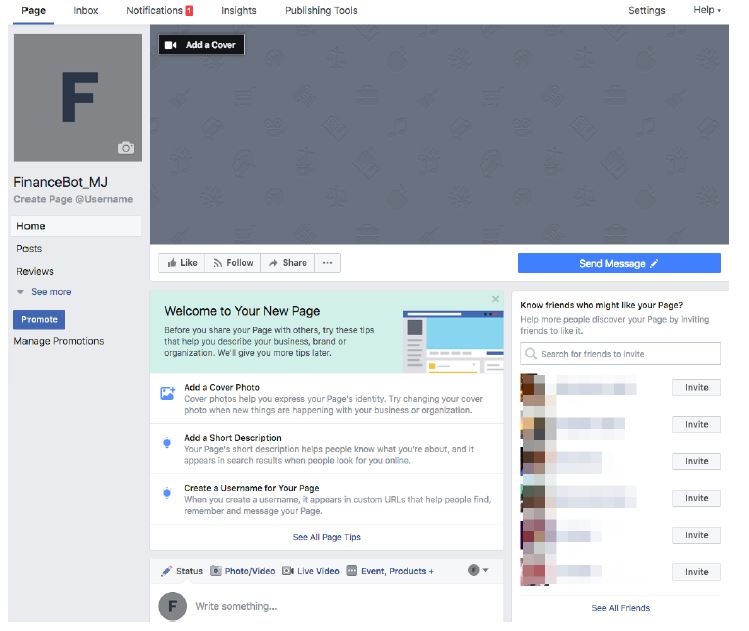 Page Inbox Notifications 1 Insights Publishing Tools Settings Help
Add a Cover
F
FinanceBot_MJ
Create Page @Username
Home
Posts
Reviews
See more
Promote
Manage Promotions
Like Follow Share ...
Send Message
Welcome to Your New Page
Before you share your Page with others, try these tips
that help you describe your business, brand or
organization. We'll give you more tips later.
Add a Cover Photo
Cover photos help you express your Page's identity. Try changing your cover
photo when new things are happening with your business or organization.
Add a Short Description
Your Page's short description helps people know what you're about, and it
appears in search results when people look for you online.
Create a Username for Your Page
When you create a username, it appears in custom URLs that help people find,
remember and message your Page.
See All Page Tips
Status Photo/Video Live Video Event, Products +
F
F
Write something...
Know friends who might like your Page?
Help more people discover your Page by inviting
friends to like it.
Search for friends to invite
Invite
Invite
Invite
Invite
Invite
Invite
See All Friends